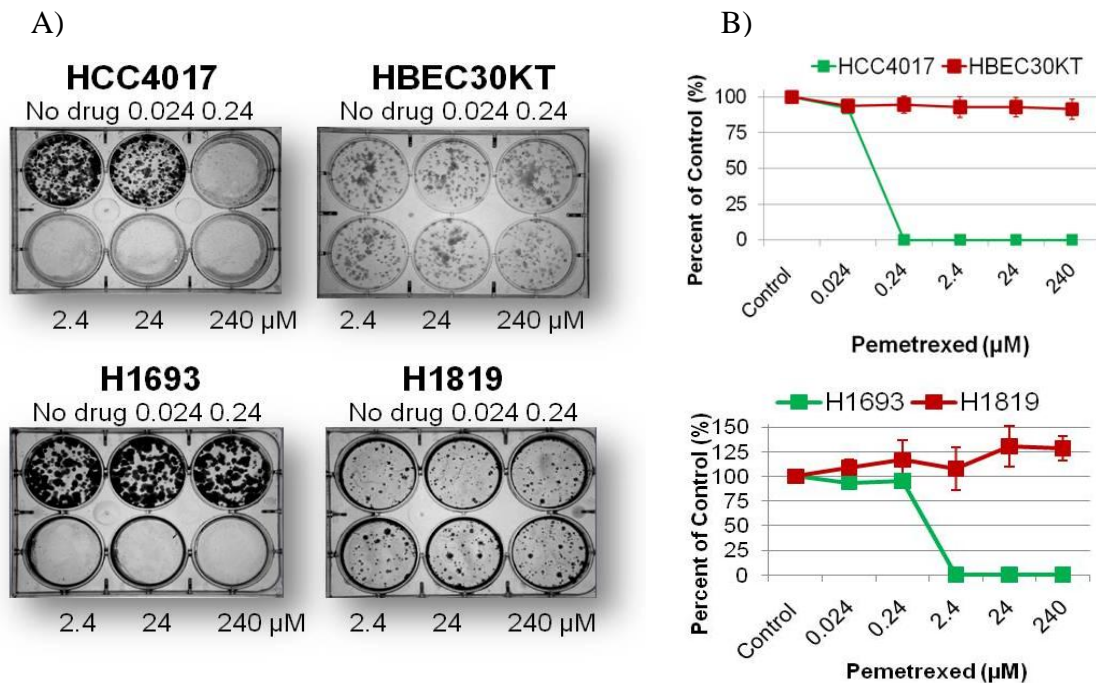 A)
HCC4017
No drug 0.024 0.24
2.4 24 240 µM
HBEC30KT
No drug 0.024 0.24
2.4 24 240 µM
H1693
No drug 0.024 0.24
2.4 24 240 µM
H1819
No drug 0.024 0.24
2.4 24 240 µM
B)
HCC4017 HBEC30KT
Percent of Control (%)
100
75
50
25
0
Control 0.024 0.24 2.4 24 240
Pemetrexed (µM)
H1693 H1819
Percent of Control (%)
150
125
100
75
50
25
0
Control 0.024 0.24 2.4 24 240
Pemetrexed (µM)